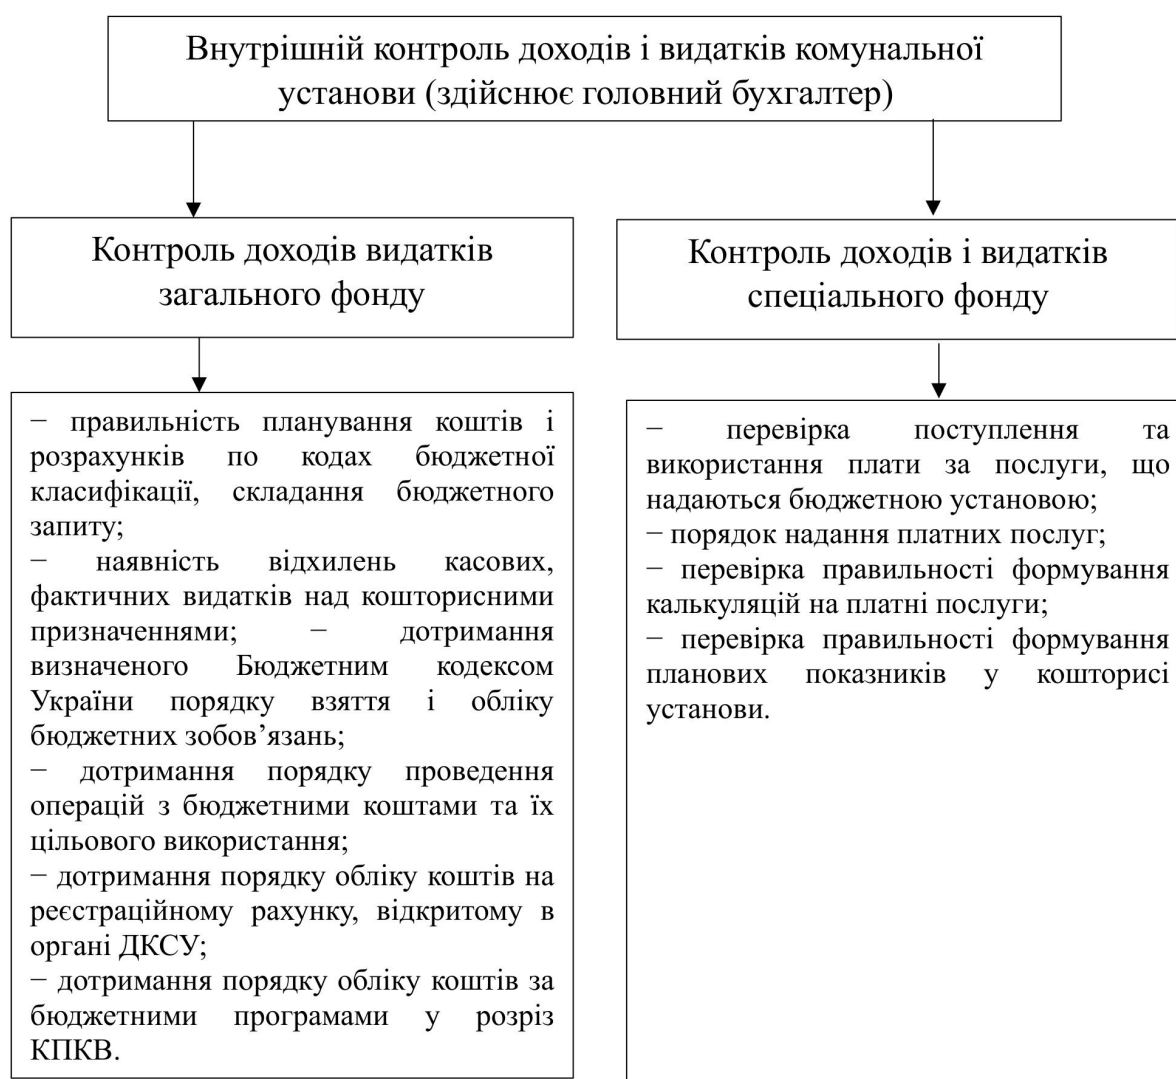 Внутрішній контроль доходів і видатків комунальної
установи (здійснює головний бухгалтер)
Контроль доходів видатків
загального фонду
Контроль доходів і видатків
спеціального фонду
− правильність планування коштів і
розрахунків по кодах бюджетної
класифікації, складання бюджетного
запиту;
− наявність відхилень касових,
фактичних видатків над кошторисними
призначеннями; − дотримання
визначеного Бюджетним кодексом
України порядку взяття і обліку
бюджетних зобов’язань;
− дотримання порядку проведення
операцій з бюджетними коштами та їх
цільового використання;
− дотримання порядку обліку коштів на
реєстраційному рахунку, відкритому в
органі ДКСУ;
− дотримання порядку обліку коштів за
бюджетними програмами у розріз
КПКВ.
− перевірка поступлення та
використання плати за послуги, що
надаються бюджетною установою;
− порядок надання платних послуг;
− перевірка правильності формування
калькуляцій на платні послуги;
− перевірка правильності формування
планових показників у кошторисі
установи.